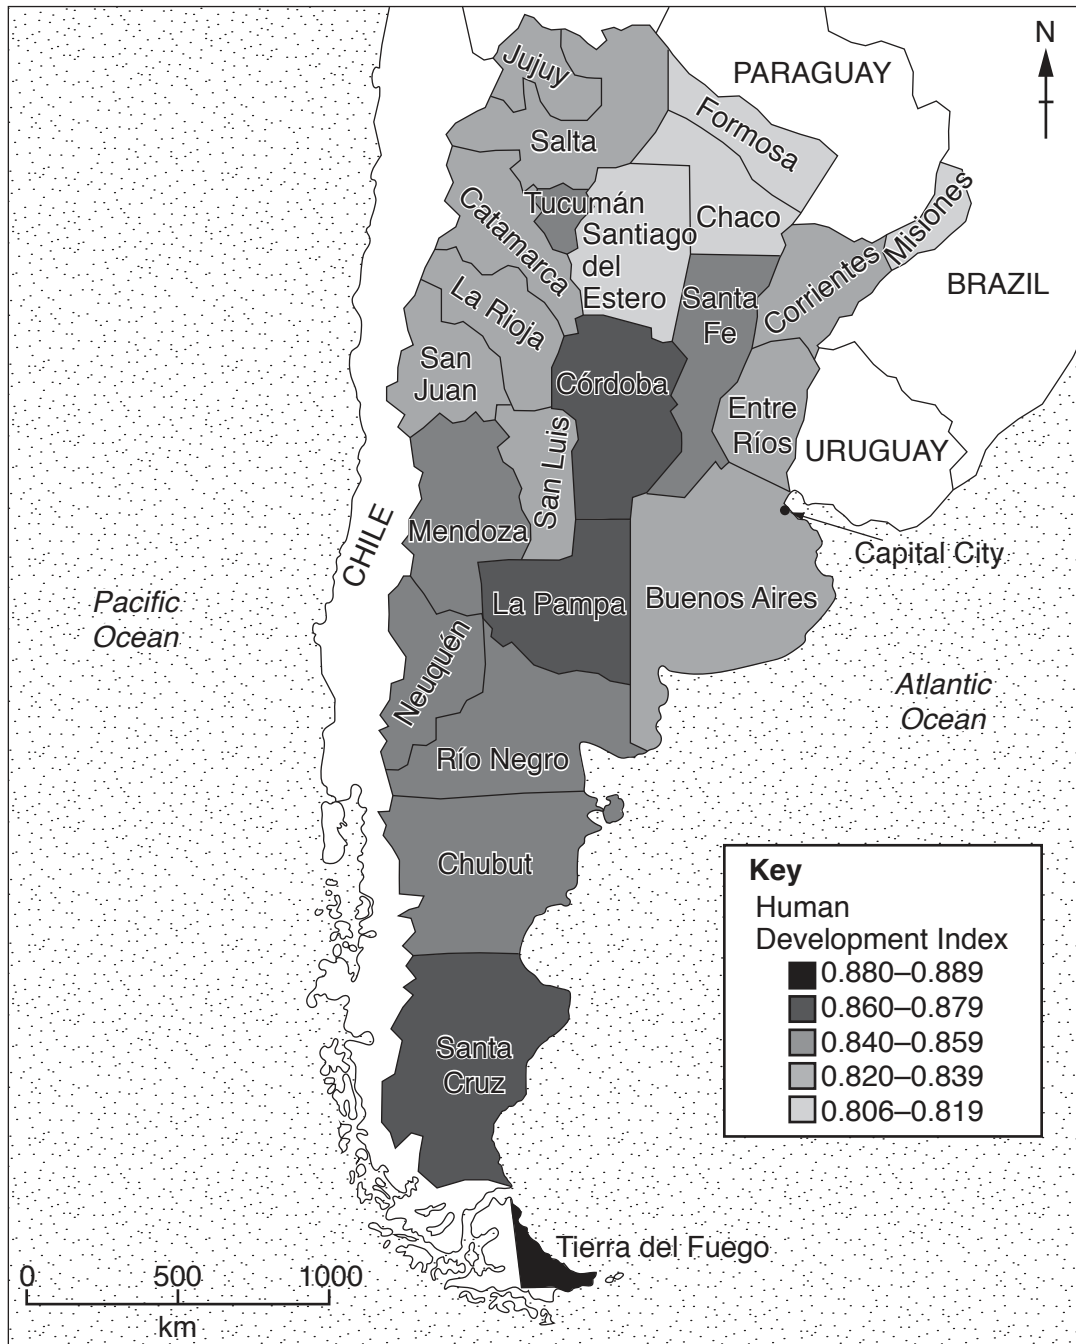 N
Jujuy
PARAGUAY
Formosa
Salta
Misiones
Tucumán
Catamarca
Chaco
Santiago
del
Estero
Corrientes
BRAZIL
La Rioja
Santa
Fe
San
Juan
Córdoba
Entre
Ríos
San Luis
URUGUAY
CHILE
Mendoza
Capital City
Pacific
Ocean
La Pampa
Buenos Aires
Neuquén
Atlantic
Ocean
Río Negro
Chubut
Key
Human
Development Index
0.880–0.889
0.860–0.879
0.840–0.859
0.820–0.839
0.806–0.819
Santa
Cruz
Tierra del Fuego
0 500 1000
km